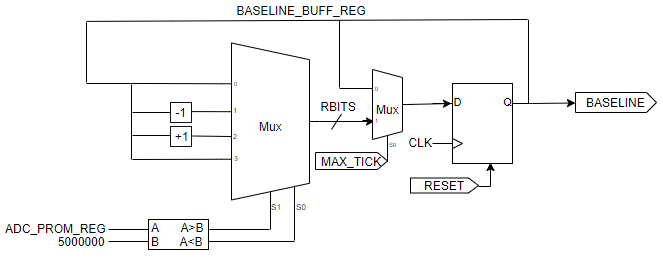 BASELINE_BUFF_REG
0
-1
1
+1
2
3
Mux
RBITS
0
1
Mux
S0
MAX_TICK
D
Q
CLK
RESET
BASELINE
S1
S0
ADC_PROM_REG
5000000
A
A>B
B
A<B